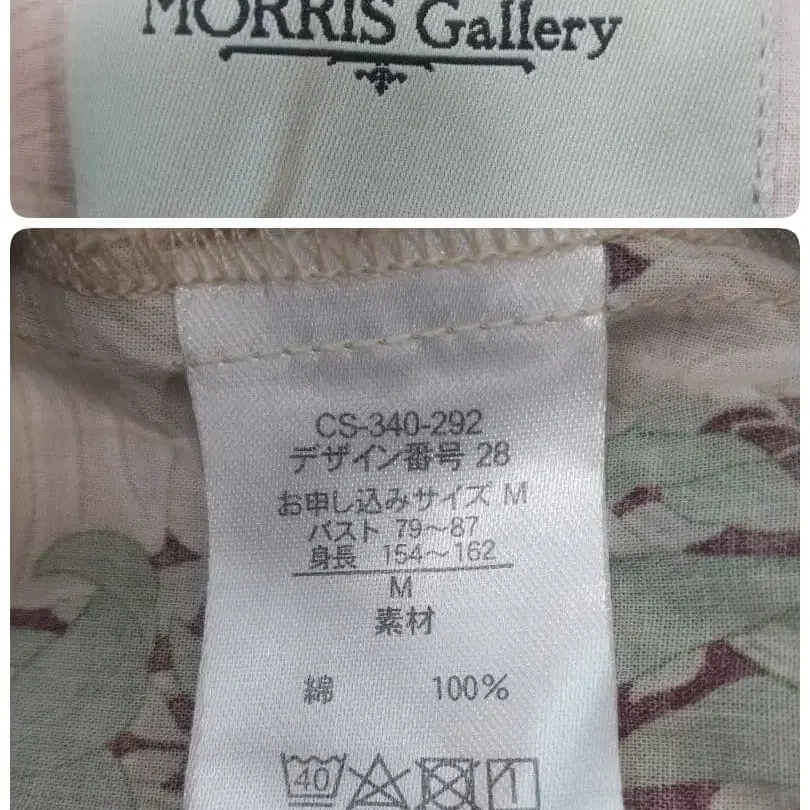 MORRIS Gallery
CS-340-292
デザイン番号 28
お申し込みサイズ M
バスト 79〜87
身長 154〜162
M
素材
綿 100%
40